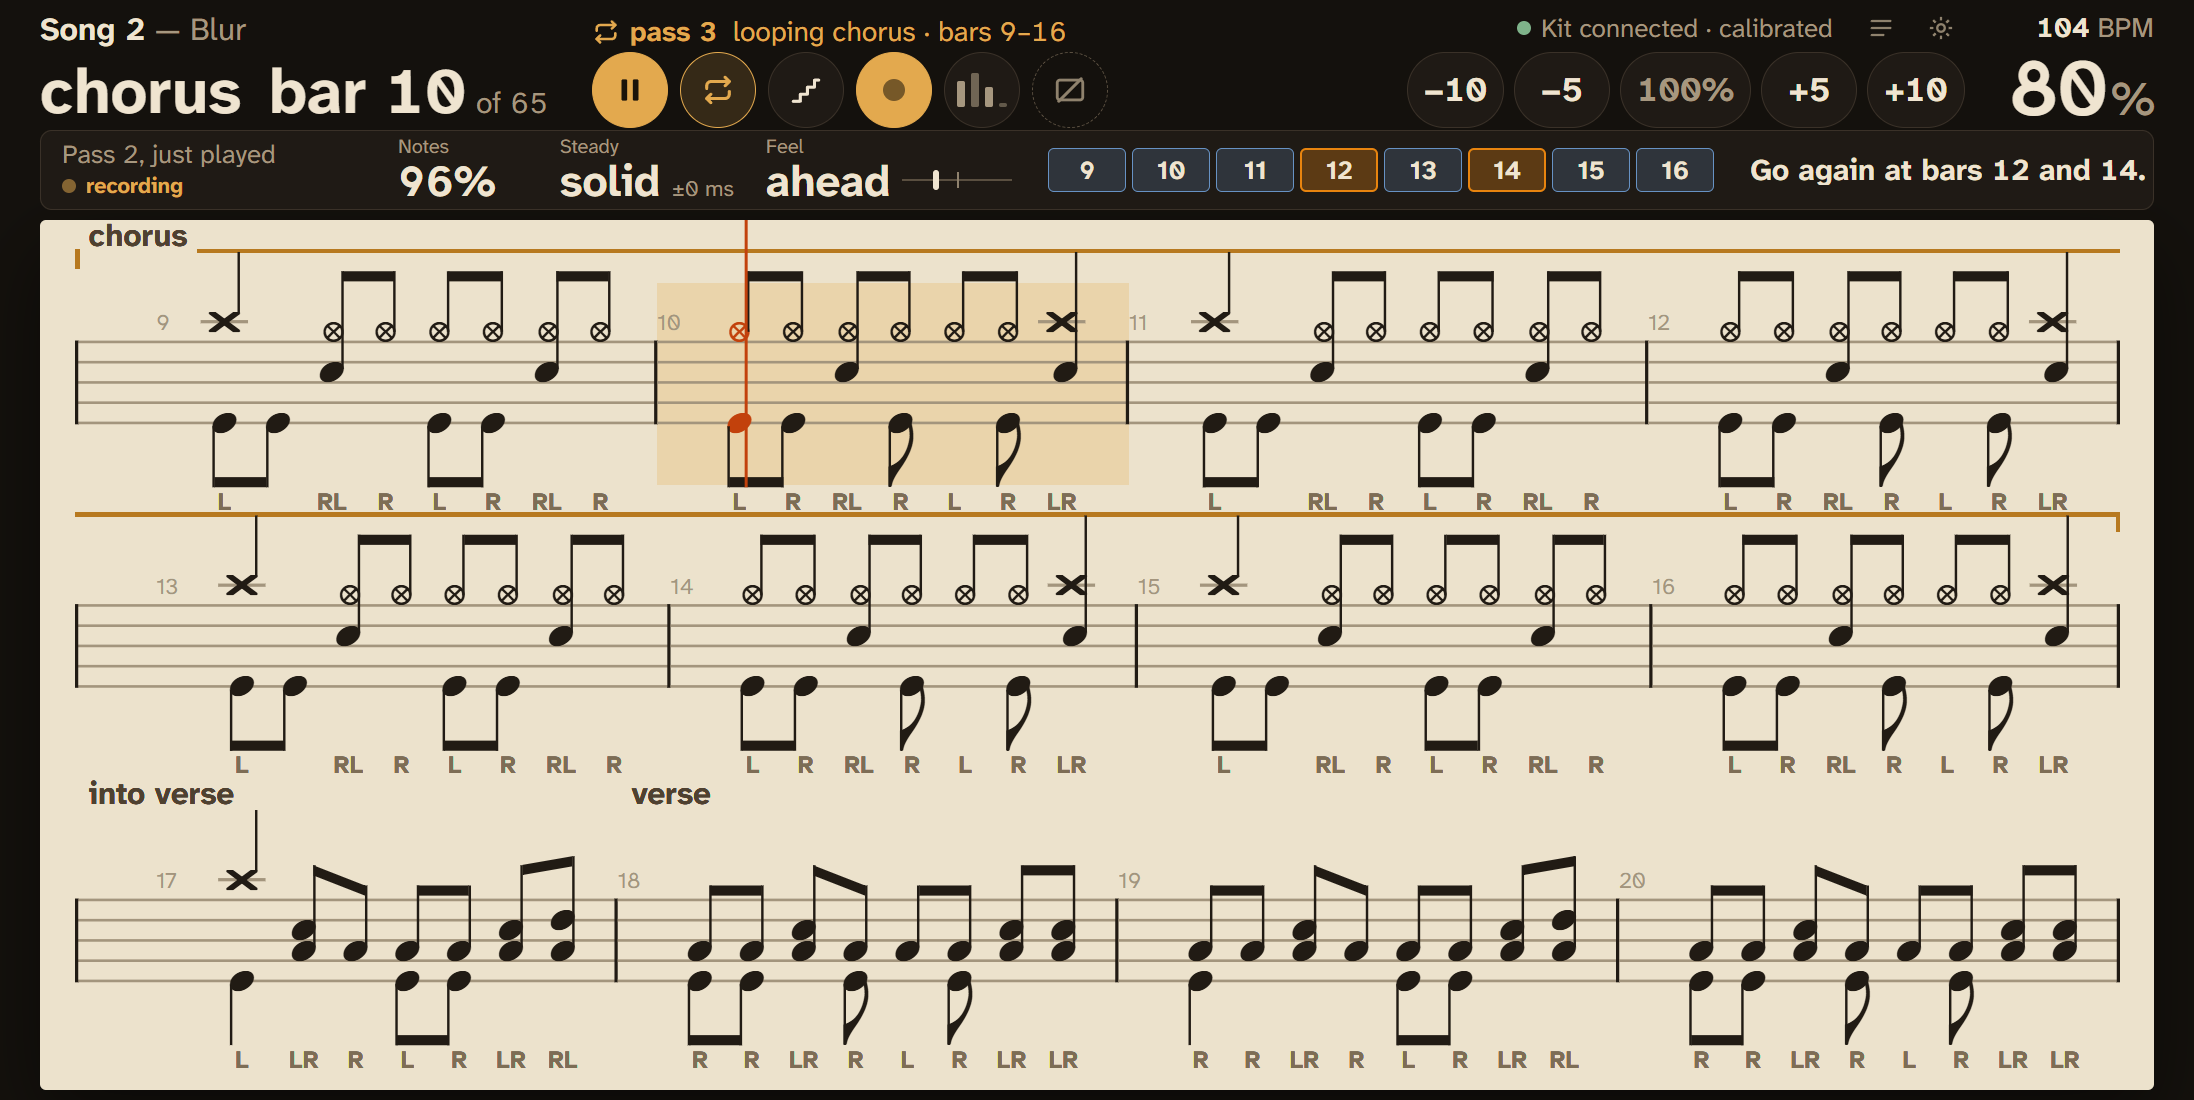 Song 2 — Blur
pass 3 looping chorus · bars 9–16
Kit connected · calibrated
104 BPM
chorus bar 10 of 65
−10 −5 100% +5 +10
80%
Pass 2, just played
recording
Notes
96%
Steady
solid ±0 ms
Feel
ahead
9 10 11 12 13 14 15 16
Go again at bars 12 and 14.
chorus
9 10 11 12
L RL R L R RL R L R RL R L R LR L RL R L R RL R L R RL R L R LR
13 14 15 16
L RL R L R RL R L R RL R L R LR L RL R L R RL R L R RL R L R LR
into verse verse
17 18 19 20
L LR R L R LR RL R R LR R L R LR LR R R LR R L R LR RL R R LR R L R LR LR